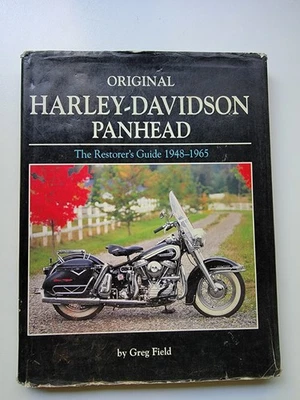 ORIGINAL
HARLEY-DAVIDSON
PANHEAD
The Restorer's Guide 1948–1965
by Greg Field